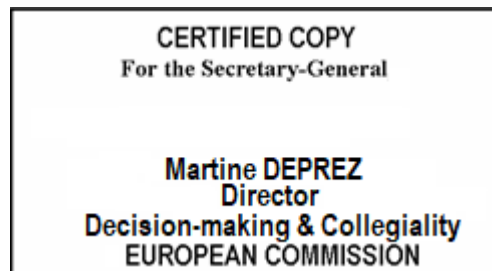 CERTIFIED COPY
For the Secretary-General
Martine DEPREZ
Director
Decision-making & Collegiality
EUROPEAN COMMISSION